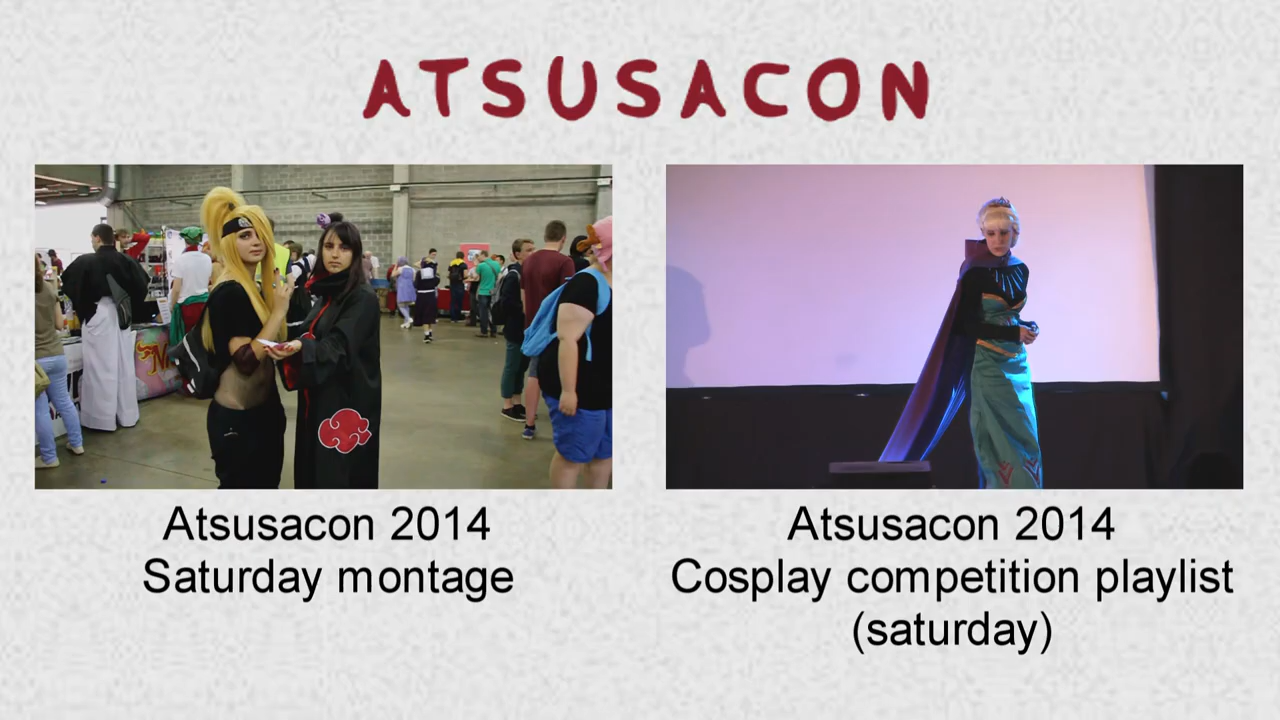 ATSUSACON
Atsusacon 2014
Saturday montage
Atsusacon 2014
Cosplay competition playlist
(saturday)